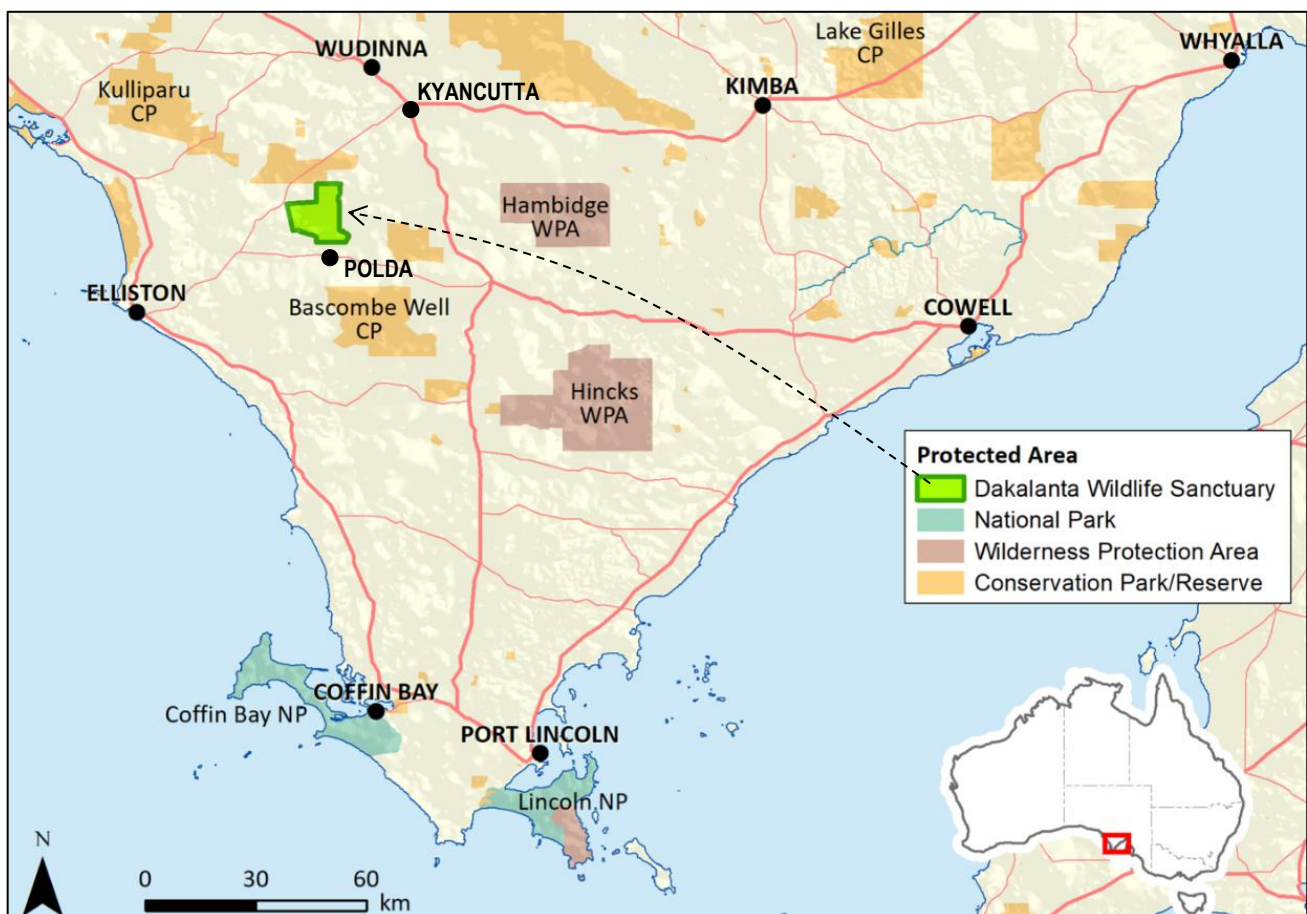 WUDINNA
Lake Gilles
CP
WHYALLA
Kulliparu
CP
KYANCUTTA
KIMBA
Hambidge
WPA
POLDA
ELLISTON
Bascombe Well
CP
COWELL
Hincks
WPA
Protected Area
Dakalanta Wildlife Sanctuary
National Park
Wilderness Protection Area
Conservation Park/Reserve
COFFIN BAY
Coffin Bay NP
PORT LINCOLN
Lincoln NP
N
0 30 60
km